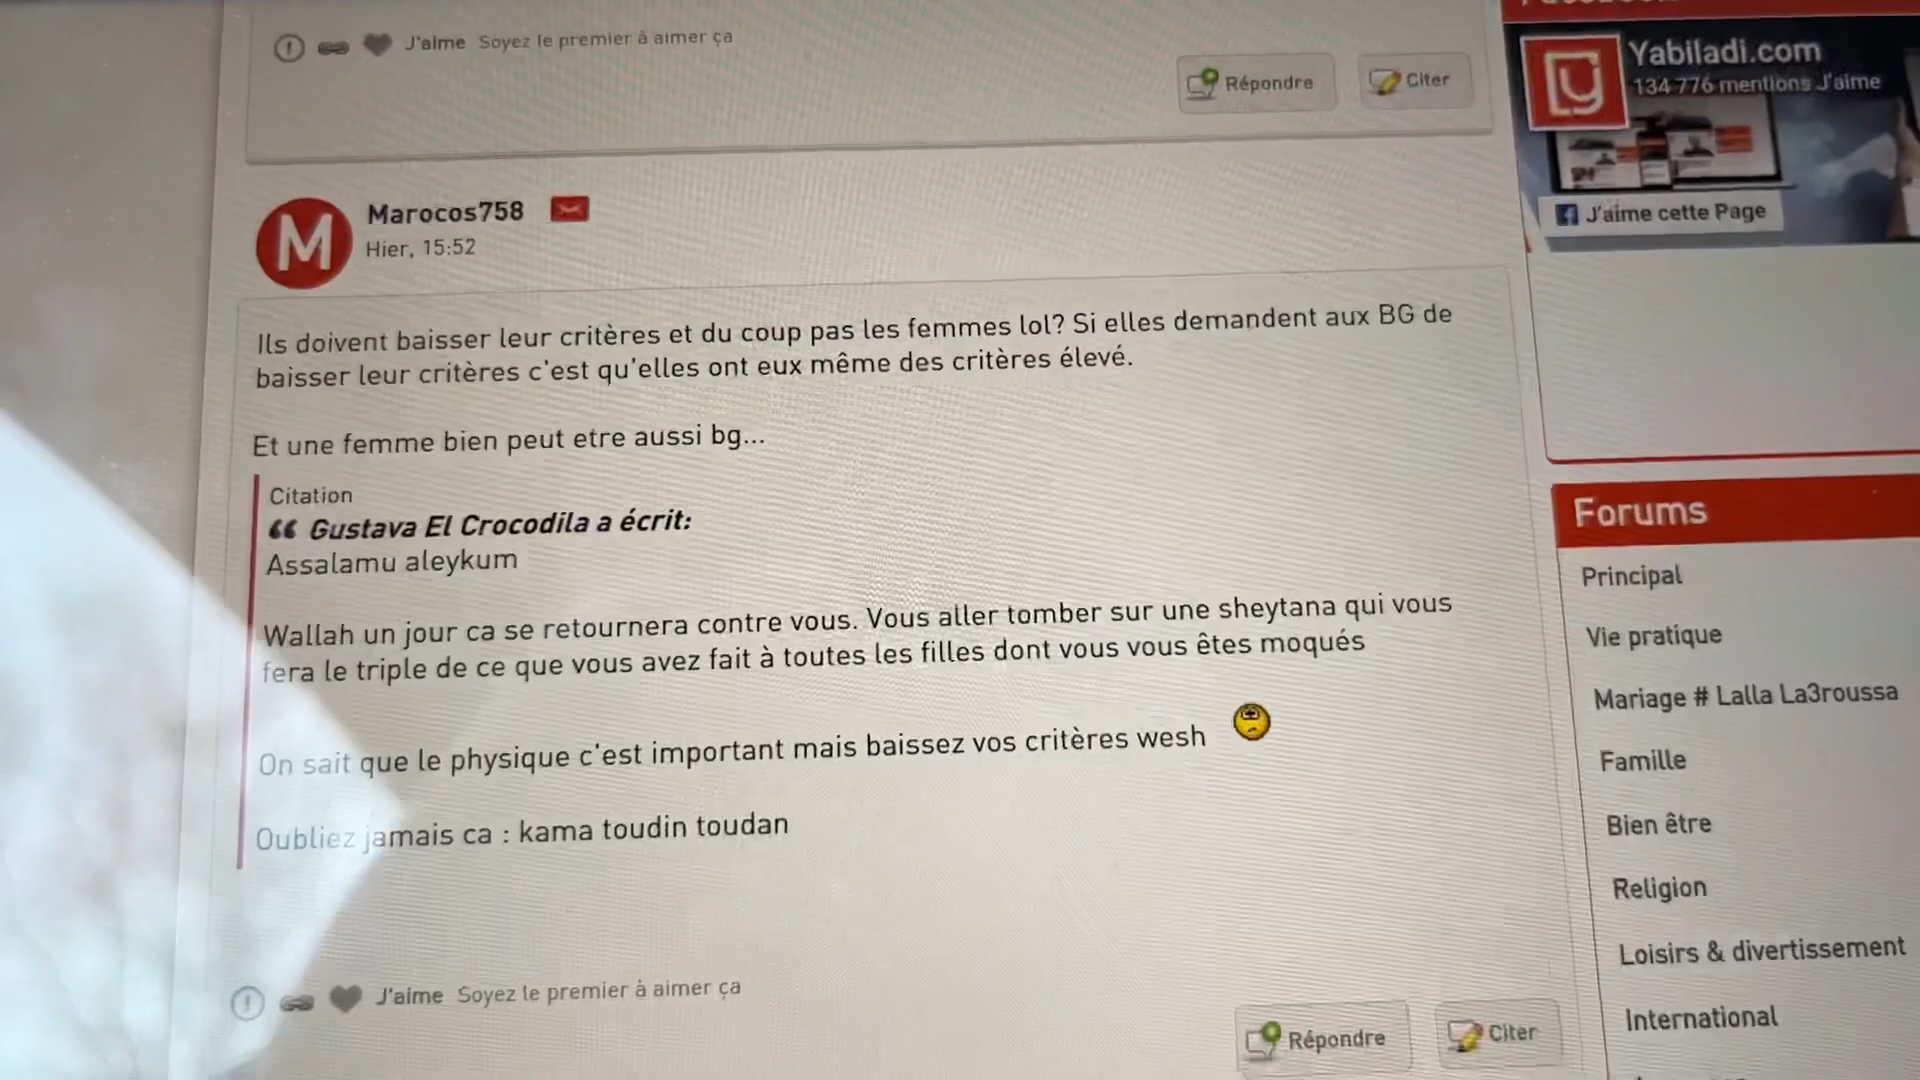 J'aime Soyez le premier à aimer ça
Répondre
Citer
Marocos758
Hier, 15:52
Ils doivent baisser leur critères et du coup pas les femmes lol? Si elles demandent aux BG de
baisser leur critères c'est qu'elles ont eux même des critères élevé.
Et une femme bien peut etre aussi bg...
Citation
Gustava El Crocodila a écrit:
Assalamu aleykum
Wallah un jour ca se retournera contre vous. Vous aller tomber sur une sheytana qui vous
fera le triple de ce que vous avez fait à toutes les filles dont vous vous êtes moqués
On sait que le physique c'est important mais baissez vos critères wesh
Oubliez jamais ca : kama toudin toudan
J'aime Soyez le premier à aimer ça
Répondre
Citer
Yabiladi.com
134 776 mentions J'aime
J'aime cette Page
Forums
Principal
Vie pratique
Mariage # Lalla La3roussa
Famille
Bien être
Religion
Loisirs & divertissement
International